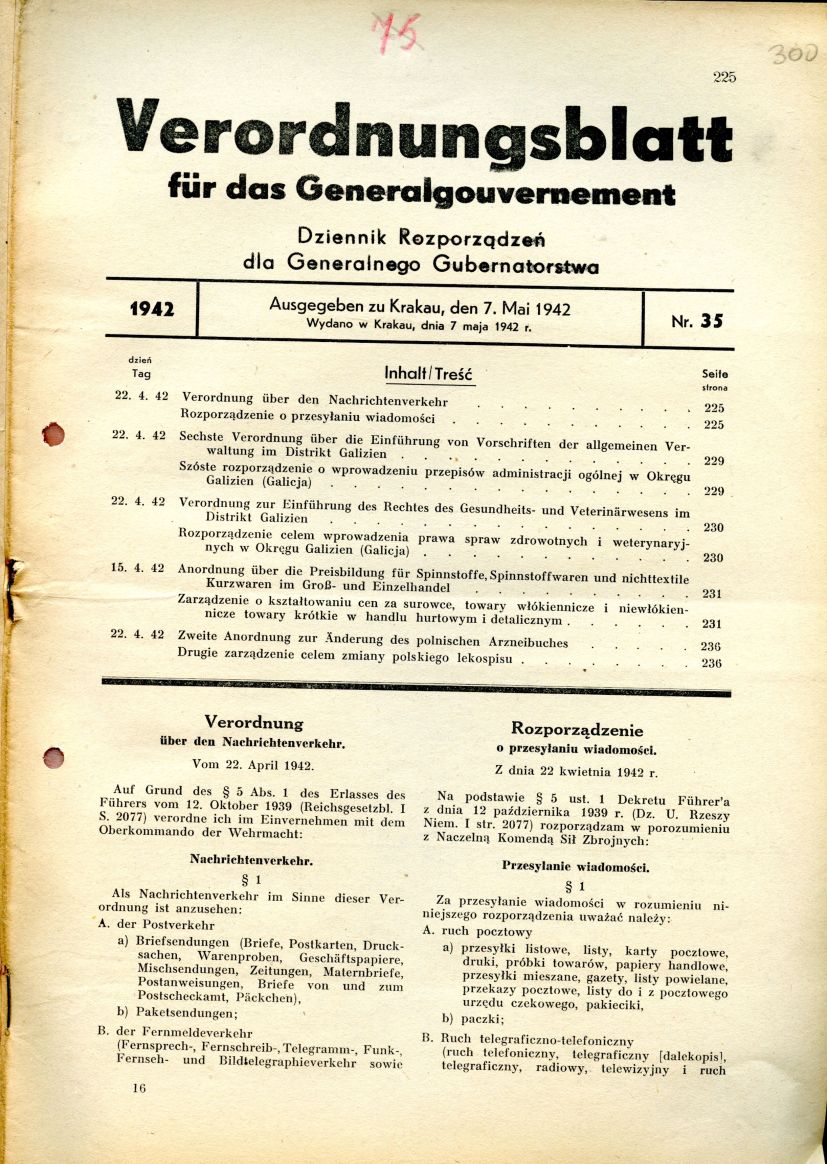 75
300
225
Verordnungsblatt
für das Generalgouvernement
Dziennik Rozporządzeń
dla Generalnego Gubernatorstwa
1942
Ausgegeben zu Krakau, den 7. Mai 1942
Wydano w Krakau, dnia 7 maja 1942 r.
Nr. 35
dzień
Tag
Inhalt/Treść
Seite
strona
22. 4. 42 Verordnung über den Nachrichtenverkehr . . . . . . . . . 225
Rozporządzenie o przesyłaniu wiadomości . . . . . . . . . . 225
22. 4. 42 Sechste Verordnung über die Einführung von Vorschriften der allgemeinen Ver-
waltung im Distrikt Galizien . . . . . . . . . . . . 229
Szóste rozporządzenie o wprowadzeniu przepisów administracji ogólnej w Okręgu
Galizien (Galicja) . . . . . . . . . . . . . . 229
22. 4. 42 Verordnung zur Einführung des Rechtes des Gesundheits- und Veterinärwesens im
Distrikt Galizien . . . . . . . . . . . . . . 230
Rozporządzenie celem wprowadzenia prawa spraw zdrowotnych i weterynaryj-
nych w Okręgu Galizien (Galicja) . . . . . . . . . . . 230
15. 4. 42 Anordnung über die Preisbildung für Spinnstoffe, Spinnstoffwaren und nichttextile
Kurzwaren im Groß- und Einzelhandel . . . . . . . . . 231
Zarządzenie o kształtowaniu cen za surowce, towary włókiennicze i niewłókien-
nicze towary krótkie w handlu hurtowym i detalicznym . . . . . 231
22. 4. 42 Zweite Anordnung zur Änderung des polnischen Arzneibuches . . . . . 236
Drugie zarządzenie celem zmiany polskiego lekospisu . . . . . . . 236
Verordnung
über den Nachrichtenverkehr.
Vom 22. April 1942.
Auf Grund des § 5 Abs. 1 des Erlasses des
Führers vom 12. Oktober 1939 (Reichsgesetzbl. I
S. 2077) verordne ich im Einvernehmen mit dem
Oberkommando der Wehrmacht:
Nachrichtenverkehr.
§ 1
Als Nachrichtenverkehr im Sinne dieser Ver-
ordnung ist anzusehen:
A. der Postverkehr
a) Briefsendungen (Briefe, Postkarten, Druck-
sachen, Warenproben, Geschäftspapiere,
Mischsendungen, Zeitungen, Maternbriefe,
Postanweisungen, Briefe von und zum
Postscheckamt, Päckchen),
b) Paketsendungen;
B. der Fernmeldeverkehr
(Fernsprech-, Fernschreib-, Telegramm-, Funk-,
Fernseh- und Bildtelegraphieverkehr sowie
16
Rozporządzenie
o przesyłaniu wiadomości.
Z dnia 22 kwietnia 1942 r.
Na podstawie § 5 ust. 1 Dekretu Führer'a
z dnia 12 października 1939 r. (Dz. U. Rzeszy
Niem. I str. 2077) rozporządzam w porozumieniu
z Naczelną Komendą Sił Zbrojnych:
Przesyłanie wiadomości.
§ 1
Za przesyłanie wiadomości w rozumieniu ni-
niejszego rozporządzenia uważać należy:
A. ruch pocztowy
a) przesyłki listowe, listy, karty pocztowe,
druki, próbki towarów, papiery handlowe,
przesyłki mieszane, gazety, listy powielane,
przekazy pocztowe, listy do i z pocztowego
urzędu czekowego, pakieciki,
b) paczki;
B. Ruch telegraficzno-telefoniczny
(ruch telefoniczny, telegraficzny [dalekopis],
telegraficzny, radiowy, telewizyjny i ruch